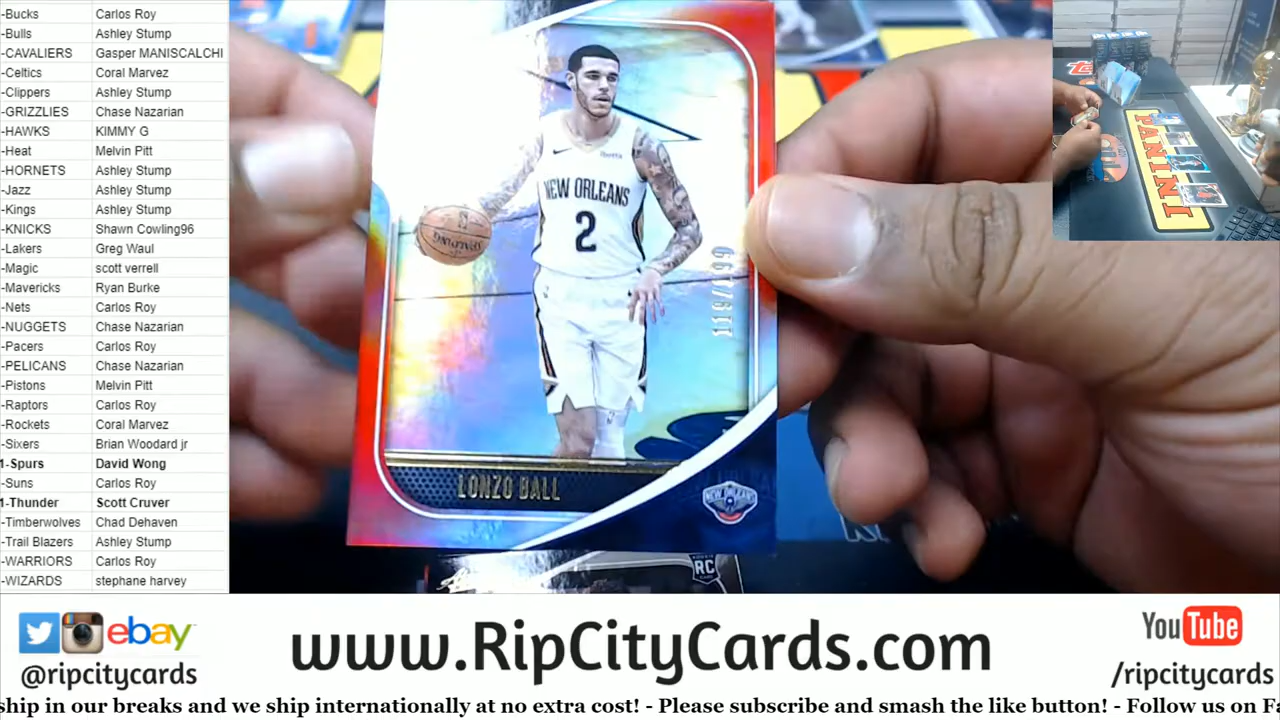 -Bucks Carlos Roy
-Bulls Ashley Stump
-CAVALIERS Gasper MANISCALCHI
-Celtics Coral Marvez
-Clippers Ashley Stump
-GRIZZLIES Chase Nazarian
-HAWKS KIMMY G
-Heat Melvin Pitt
-HORNETS Ashley Stump
-Jazz Ashley Stump
-Kings Ashley Stump
-KNICKS Shawn Cowling96
-Lakers Greg Waul
-Magic scott verrell
-Mavericks Ryan Burke
-Nets Carlos Roy
-NUGGETS Chase Nazarian
-Pacers Carlos Roy
-PELICANS Chase Nazarian
-Pistons Melvin Pitt
-Raptors Carlos Roy
-Rockets Coral Marvez
-Sixers Brian Woodard jr
1-Spurs David Wong
-Suns Carlos Roy
1-Thunder Scott Cruver
-Timberwolves Chad Dehaven
-Trail Blazers Ashley Stump
-WARRIORS Carlos Roy
-WIZARDS stephane harvey
NEW ORLEANS
2
SPALDING
LONZO BALL
NEW ORLEANS
RC
PANINI
ebay
@ripcitycards
www.RipCityCards.com
YouTube
/ripcitycards
ship in our breaks and we ship internationally at no extra cost! - Please subscribe and smash the like button! - Follow us on Fa